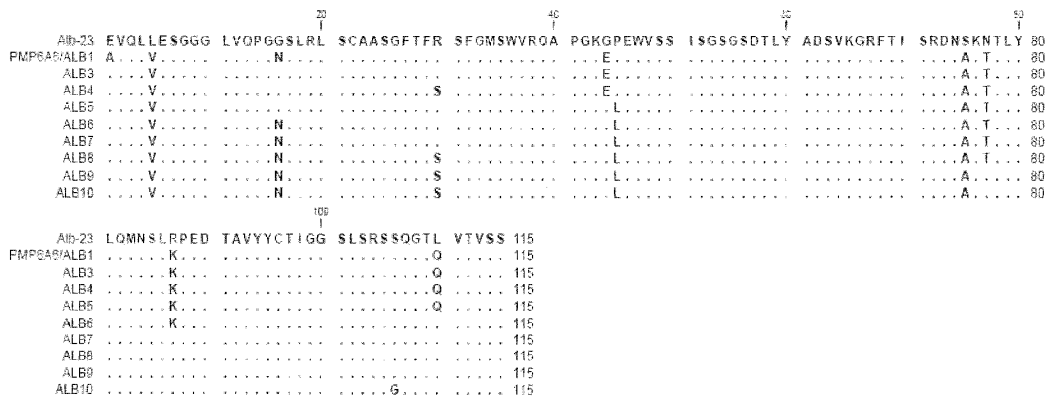 20 40 60 80
Alb-23 EVQLLESGGG LVQPGGSLRL SCAASGFTFR SFGMSWVRQA PGKGPEWVSS ISGSGSDTLY ADSVKGRFTI SRDNSKNTLY 80
PMP6A6/ALB1 A...V..... .....N.... .......... .......... ...E...... .......... .......... ....A.T... 80
ALB3 ....V..... .......... .......... .......... .......... .......... .......... ....A.T... 80
ALB4 ....V..... .......... .........S .......... ...E...... .......... .......... ....A.T... 80
ALB5 ....V..... .......... .......... .......... ....L..... .......... .......... ....A.T... 80
ALB6 ....V..... .....N.... .......... .......... ....L..... .......... .......... ....A.T... 80
ALB7 ....V..... .....N.... .......... .......... ....L..... .......... .......... ....A.T... 80
ALB8 ....V..... .....N.... .........S .......... ....L..... .......... .......... ....A.T... 80
ALB9 ....V..... .....N.... .........S .......... ....L..... .......... .......... ....A..... 80
ALB10 ....V..... .....N.... .........S .......... ....L..... .......... .......... ....A..... 80
100
Alb-23 LQMNSLRPED TAVYYCTIGG SLSRSSQGTL VTVSS 115
PMP6A6/ALB1 ......K... .......... .........Q ..... 115
ALB3 ......K... .......... .........Q ..... 115
ALB4 ......K... .......... .........Q ..... 115
ALB5 ......K... .......... .........Q ..... 115
ALB6 ......K... .......... .......... ..... 115
ALB7 .......... .......... .......... ..... 115
ALB8 .......... .......... .......... ..... 115
ALB9 .......... .......... .......... ..... 115
ALB10 .......... .......... .....G.... ..... 115